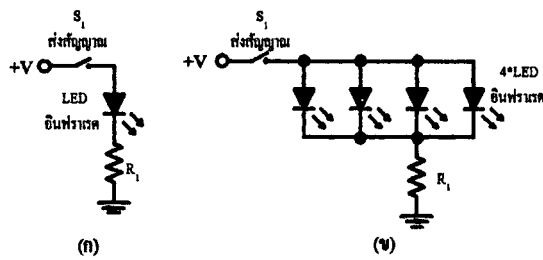 S1
ส่งสัญญาณ
+V
LED
อินฟราเรด
R1
(ก)
S1
ส่งสัญญาณ
+V
4*LED
อินฟราเรด
R1
(ข)